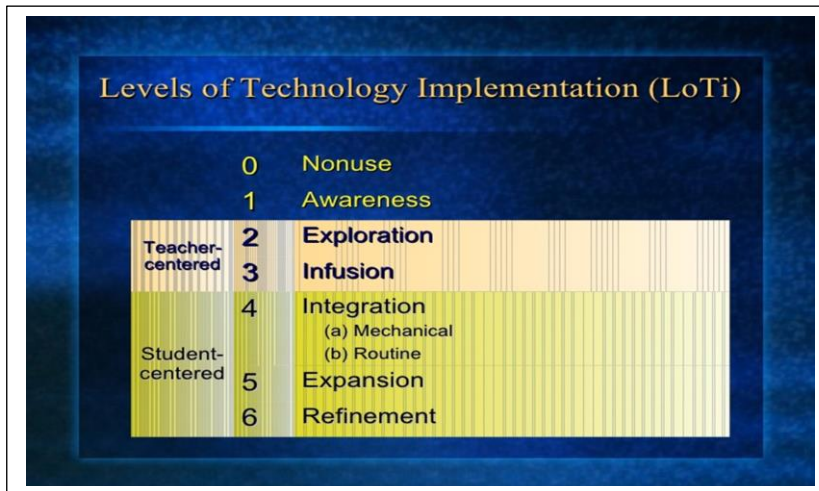 Levels of Technology Implementation (LoTi)
0 Nonuse
1 Awareness
Teacher-
centered
2 Exploration
3 Infusion
Student-
centered
4 Integration
(a) Mechanical
(b) Routine
5 Expansion
6 Refinement